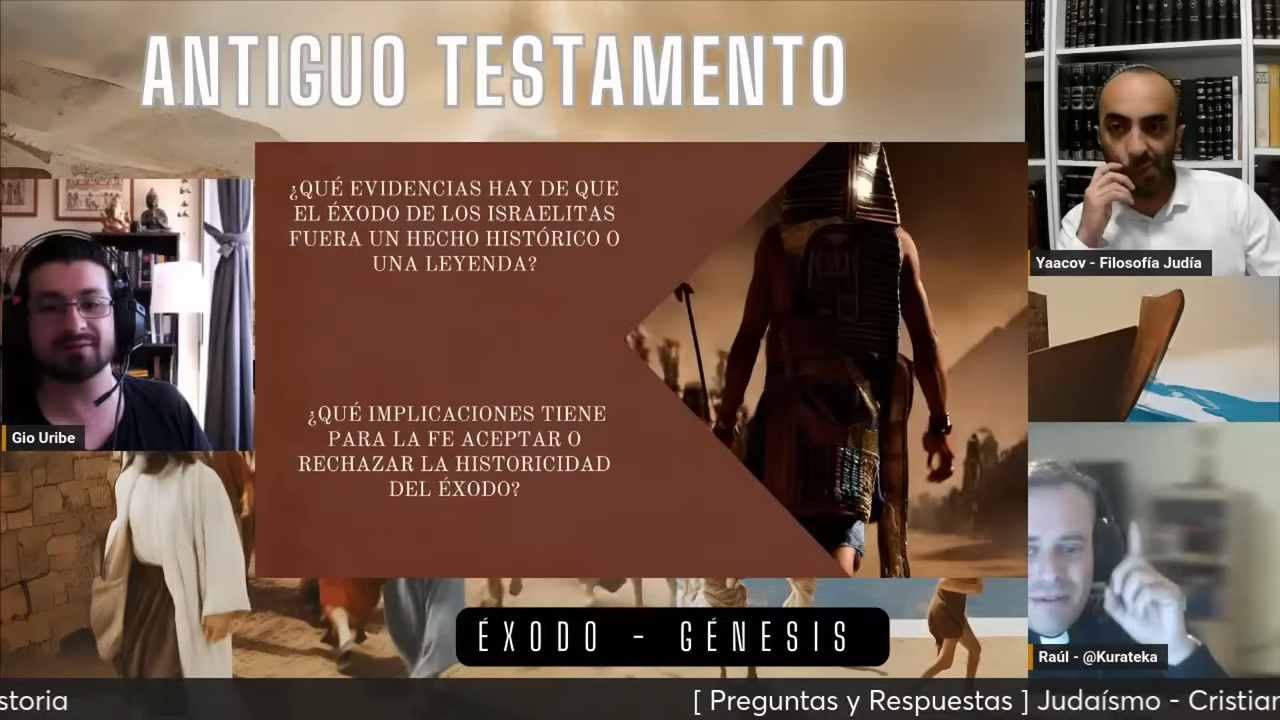 ANTIGUO TESTAMENTO
¿QUÉ EVIDENCIAS HAY DE QUE
EL ÉXODO DE LOS ISRAELITAS
FUERA UN HECHO HISTÓRICO O
UNA LEYENDA?
¿QUÉ IMPLICACIONES TIENE
PARA LA FE ACEPTAR O
RECHAZAR LA HISTORICIDAD
DEL ÉXODO?
Yaacov - Filosofía Judía
Gio Uribe
ÉXODO - GÉNESIS
Raúl - @Kurateka
storia
[ Preguntas y Respuestas ] Judaísmo - Cristian